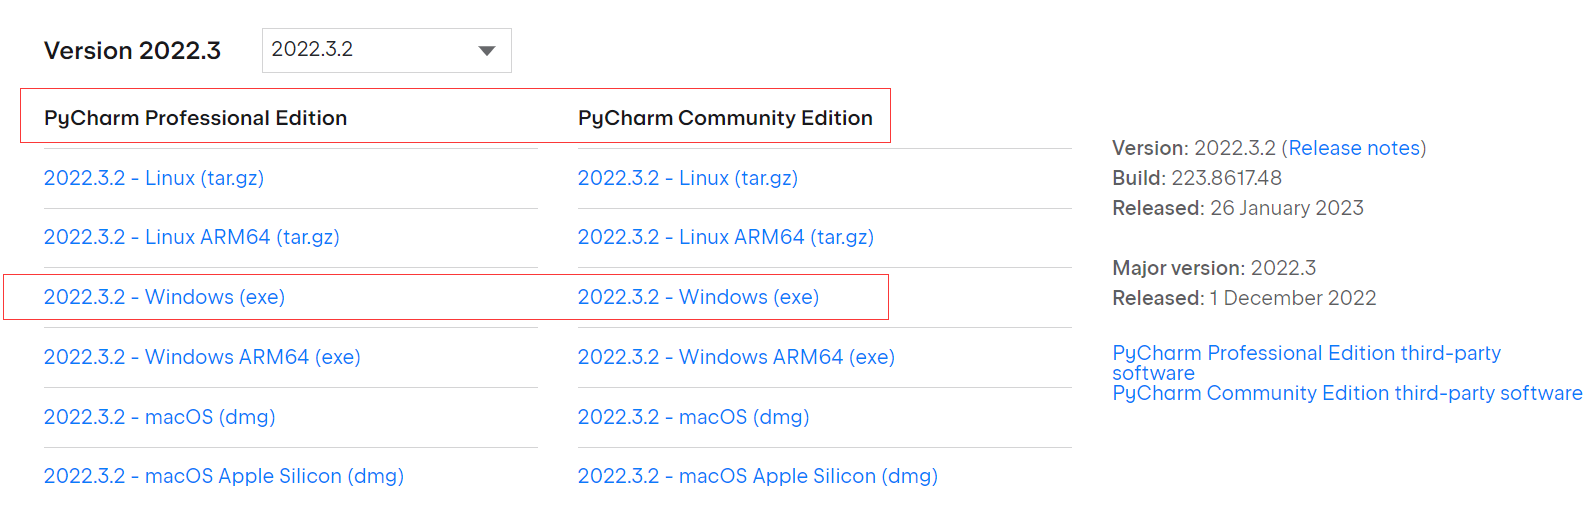 Version 2022.3
2022.3.2
PyCharm Professional Edition
2022.3.2 - Linux (tar.gz)
2022.3.2 - Linux ARM64 (tar.gz)
2022.3.2 - Windows (exe)
2022.3.2 - Windows ARM64 (exe)
2022.3.2 - macOS (dmg)
2022.3.2 - macOS Apple Silicon (dmg)
PyCharm Community Edition
2022.3.2 - Linux (tar.gz)
2022.3.2 - Linux ARM64 (tar.gz)
2022.3.2 - Windows (exe)
2022.3.2 - Windows ARM64 (exe)
2022.3.2 - macOS (dmg)
2022.3.2 - macOS Apple Silicon (dmg)
Version: 2022.3.2 (Release notes)
Build: 223.8617.48
Released: 26 January 2023
Major version: 2022.3
Released: 1 December 2022
PyCharm Professional Edition third-party
software
PyCharm Community Edition third-party software